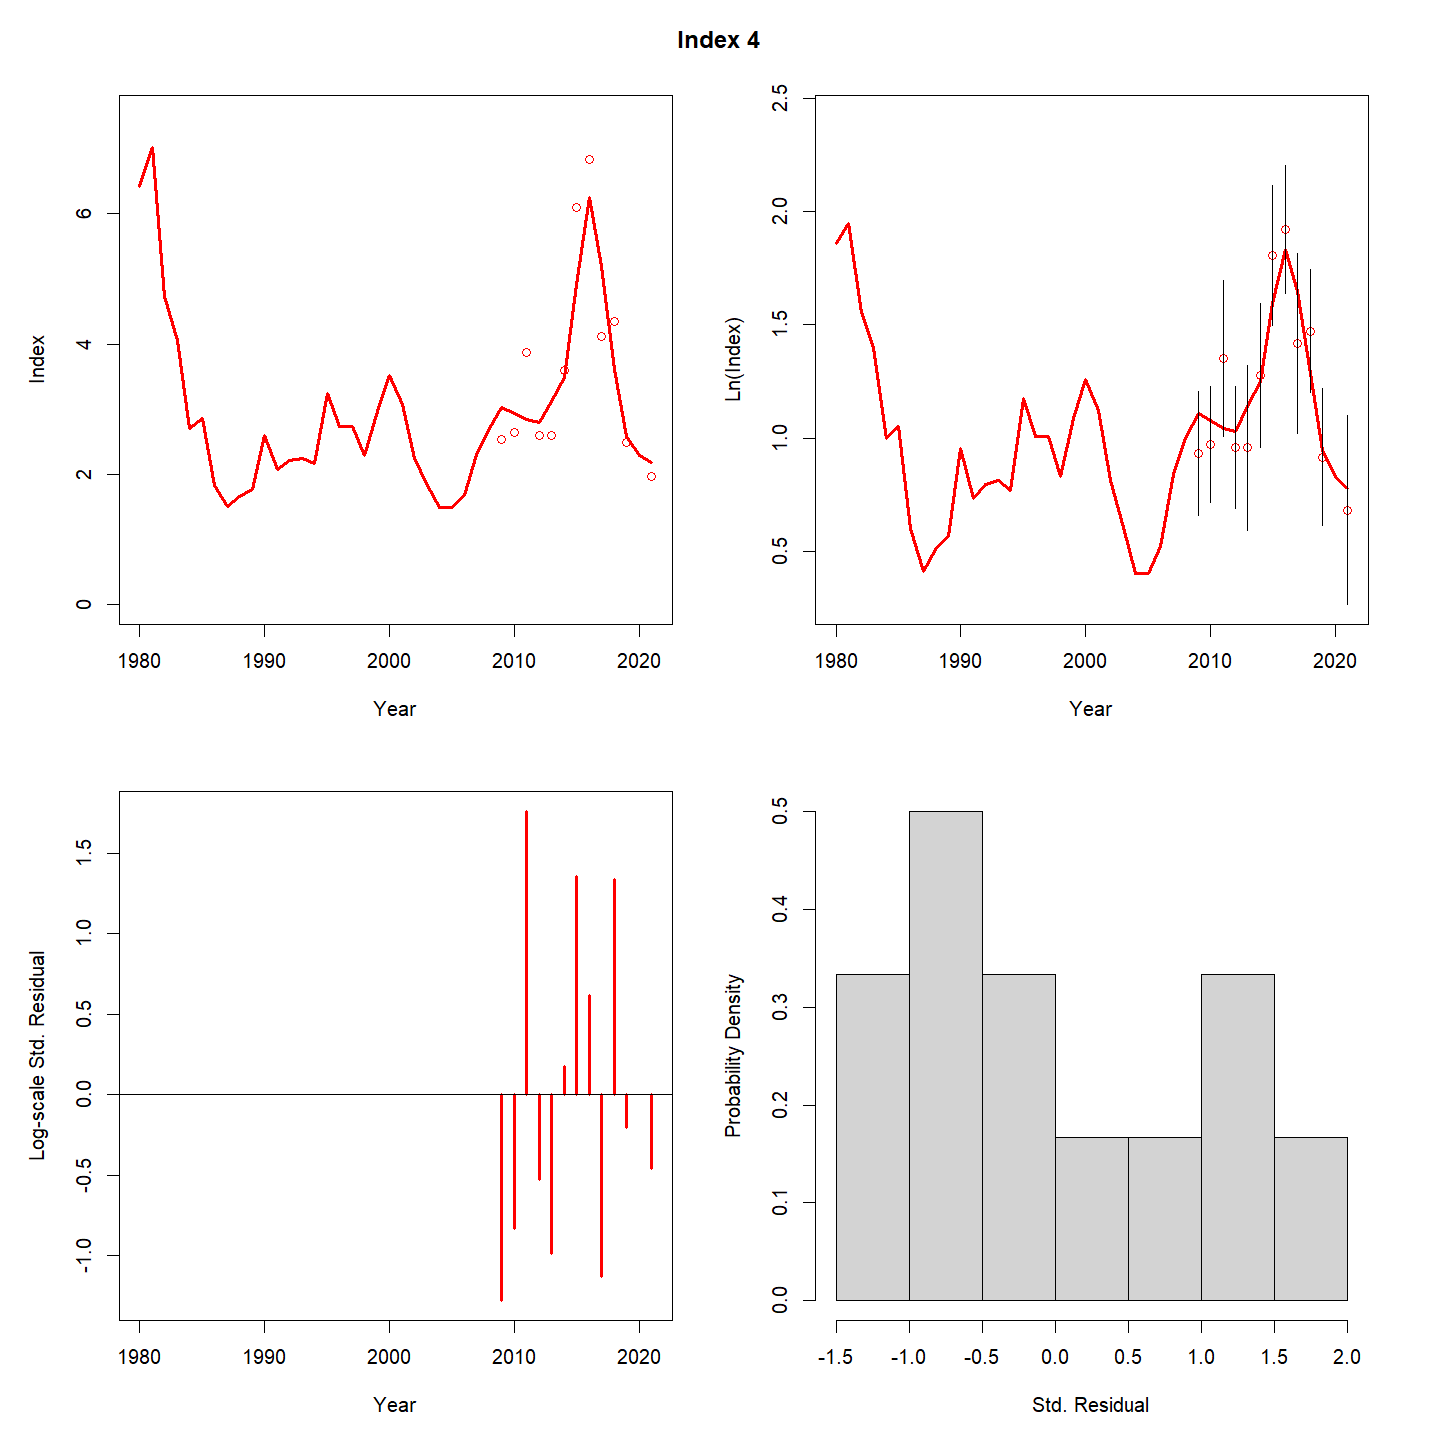 Index 4
Index
0 2 4 6
1980 1990 2000 2010 2020
Year
Ln(Index)
0.5 1.0 1.5 2.0 2.5
1980 1990 2000 2010 2020
Year
Log-scale Std. Residual
-1.0 -0.5 0.0 0.5 1.0 1.5
1980 1990 2000 2010 2020
Year
Probability Density
0.0 0.1 0.2 0.3 0.4 0.5
-1.5 -1.0 -0.5 0.0 0.5 1.0 1.5 2.0
Std. Residual